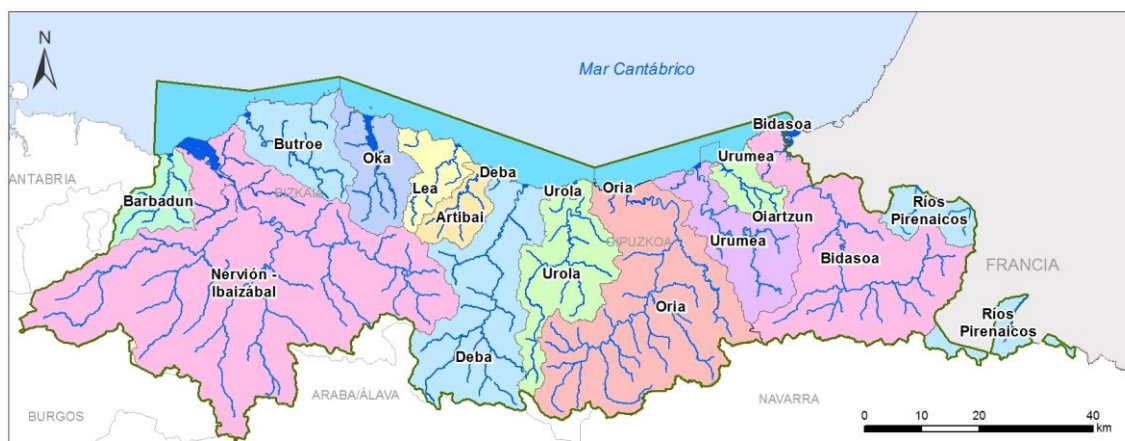 N
Mar Cantábrico
Bidasoa
Butroe
Oka
Urumea
ANTABRIA
Lea
Deba
Barbadun
BIZKAIA
Urola
Oria
Ríos
Pirenaicos
Artibai
Oiartzun
GIPUZKOA
Urumea
Bidasoa
FRANCIA
Nervión -
Ibaizábal
Urola
Oria
Ríos
Pirenaicos
Deba
ARABA/ÁLAVA
NAVARRA
BURGOS
0 10 20 40
km